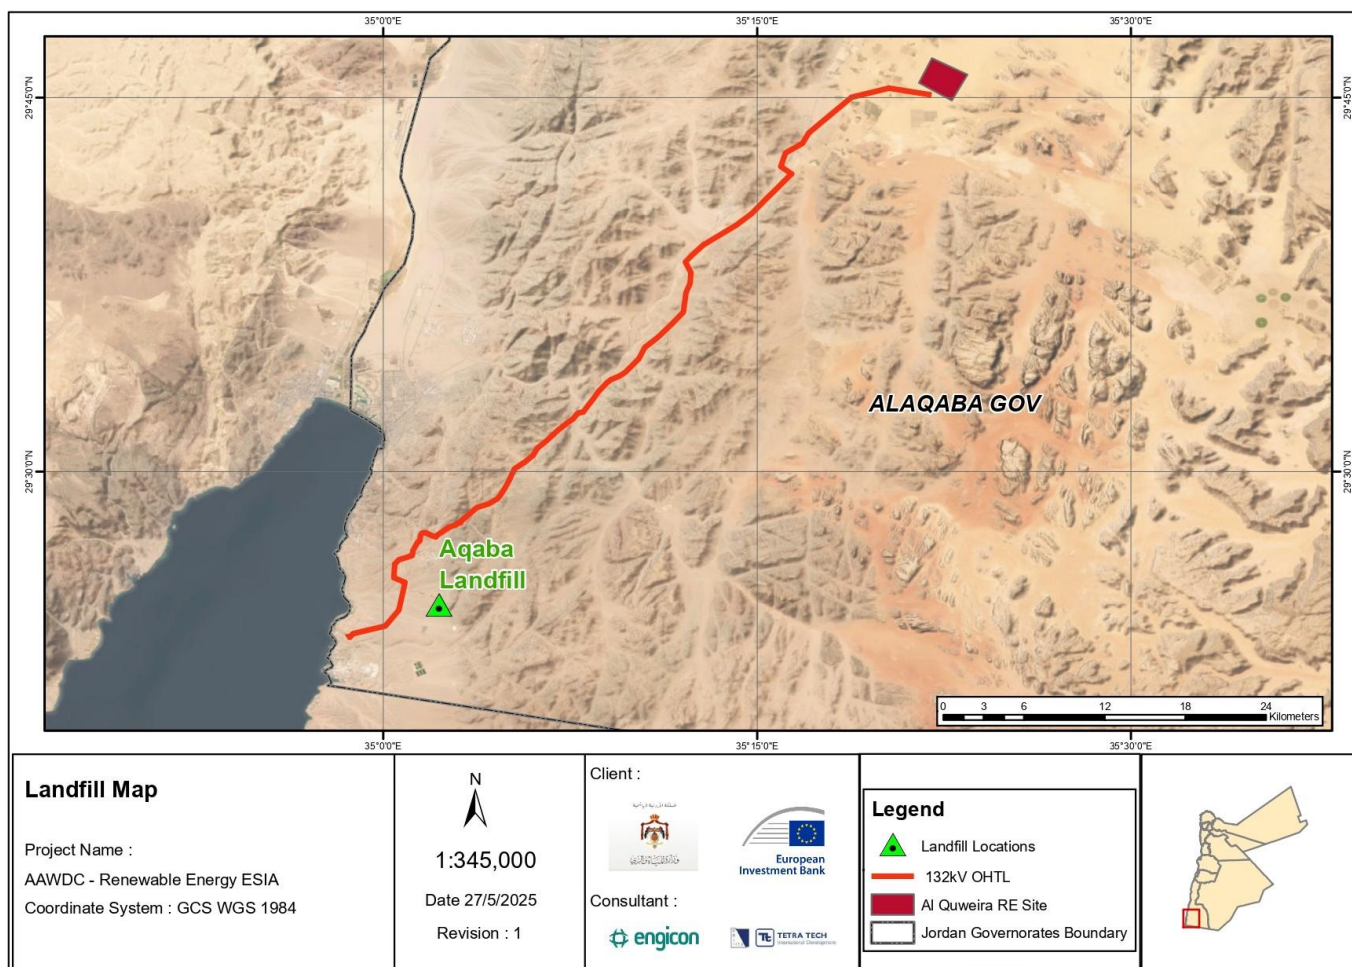 35°0'0"E
35°15'0"E
35°30'0"E
29°45'0"N
29°45'0"N
ALAQABA GOV
29°30'0"N
29°30'0"N
Aqaba
Landfill
0 3 6 12 18 24
Kilometers
35°0'0"E
35°15'0"E
35°30'0"E
Landfill Map
Project Name :
AAWDC - Renewable Energy ESIA
Coordinate System : GCS WGS 1984
N
1:345,000
Date 27/5/2025
Revision : 1
Client :
European
Investment Bank
Consultant :
engicon
TETRA TECH
International Development
Legend
Landfill Locations
132kV OHTL
Al Quweira RE Site
Jordan Governorates Boundary